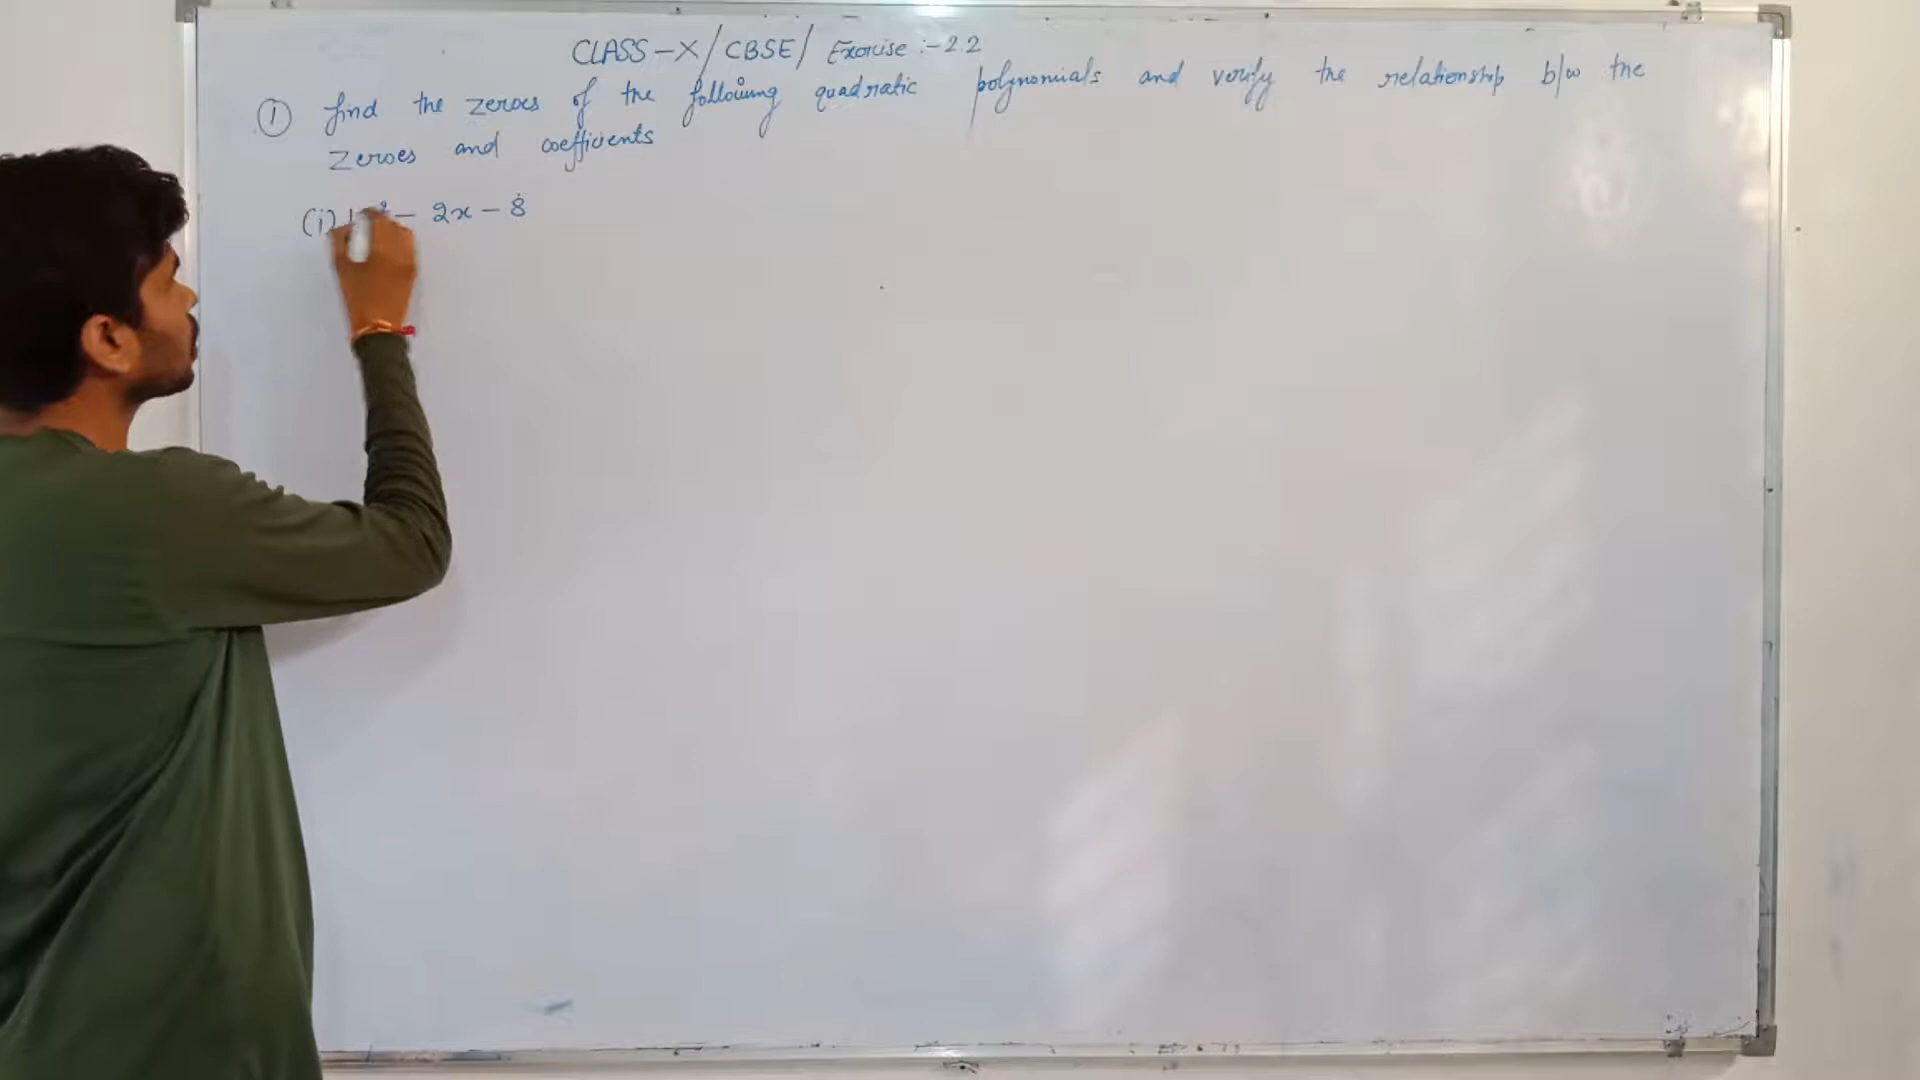 CLASS-X/CBSE/ Exercise :- 2.2
① find the zeroes of the following quadratic polynomials and verify the relationship b/w the
zeroes and coefficients
(i) - 2x - 8